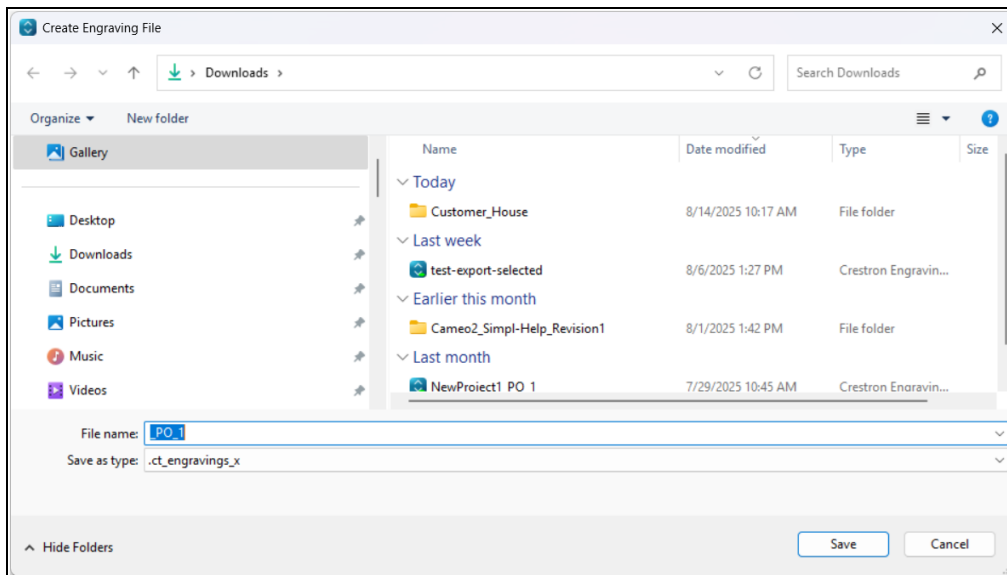 Create Engraving File
Downloads
Search Downloads
Organize
New folder
?
Gallery
Name
Date modified
Type
Size
Today
Desktop
Customer_House
8/14/2025 10:17 AM
File folder
Last week
Downloads
test-export-selected
8/6/2025 1:27 PM
Crestron Engravin...
Documents
Earlier this month
Pictures
Cameo2_Simpl-Help_Revision1
8/1/2025 1:42 PM
File folder
Music
Last month
Videos
NewProject1_PO_1
7/29/2025 10:45 AM
Crestron Engravin...
File name:
_PO_1
Save as type:
.ct_engravings_x
Hide Folders
Save
Cancel